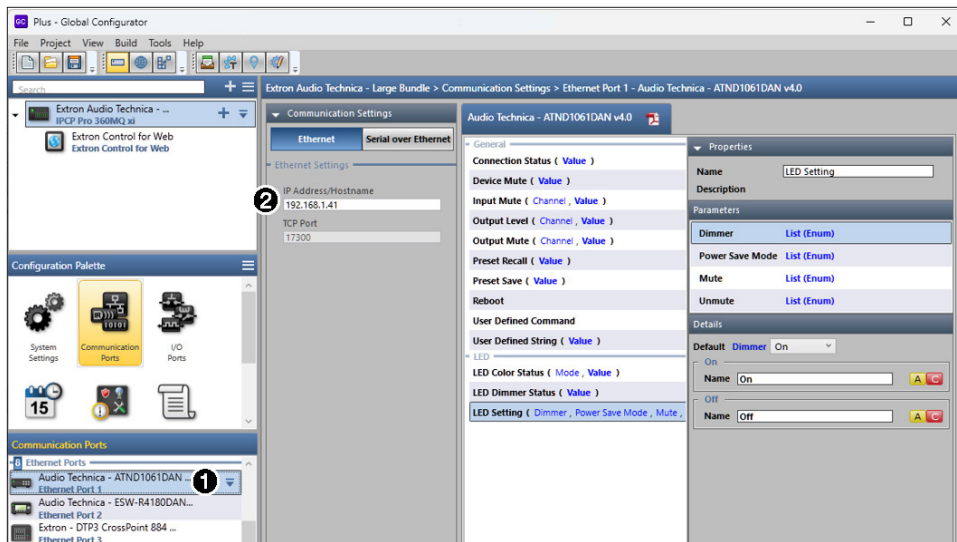 GC Plus - Global Configurator
File Project View Build Tools Help
Search
Extron Audio Technica - ...
IPCP Pro 360MQ xi
Extron Control for Web
Extron Control for Web
Configuration Palette
System Settings
Communication Ports
I/O Ports
10101
15
Communication Ports
8 Ethernet Ports
Audio Technica - ATND1061DAN ...
Ethernet Port 1
1
Audio Technica - ESW-R4180DAN...
Ethernet Port 2
Extron - DTP3 CrossPoint 884 ...
Ethernet Port 3
Extron Audio Technica - Large Bundle > Communication Settings > Ethernet Port 1 - Audio Technica - ATND1061DAN v4.0
Communication Settings
Ethernet Serial over Ethernet
Ethernet Settings
2
IP Address/Hostname
192.168.1.41
TCP Port
17300
Audio Technica - ATND1061DAN v4.0
General
Connection Status ( Value )
Device Mute ( Value )
Input Mute ( Channel , Value )
Output Level ( Channel , Value )
Output Mute ( Channel , Value )
Preset Recall ( Value )
Preset Save ( Value )
Reboot
User Defined Command
User Defined String ( Value )
LED
LED Color Status ( Mode , Value )
LED Dimmer Status ( Value )
LED Setting ( Dimmer , Power Save Mode , Mute ,
Properties
Name LED Setting
Description
Parameters
Dimmer List (Enum)
Power Save Mode List (Enum)
Mute List (Enum)
Unmute List (Enum)
Details
Default Dimmer On
On
Name On A C
Off
Name Off A C